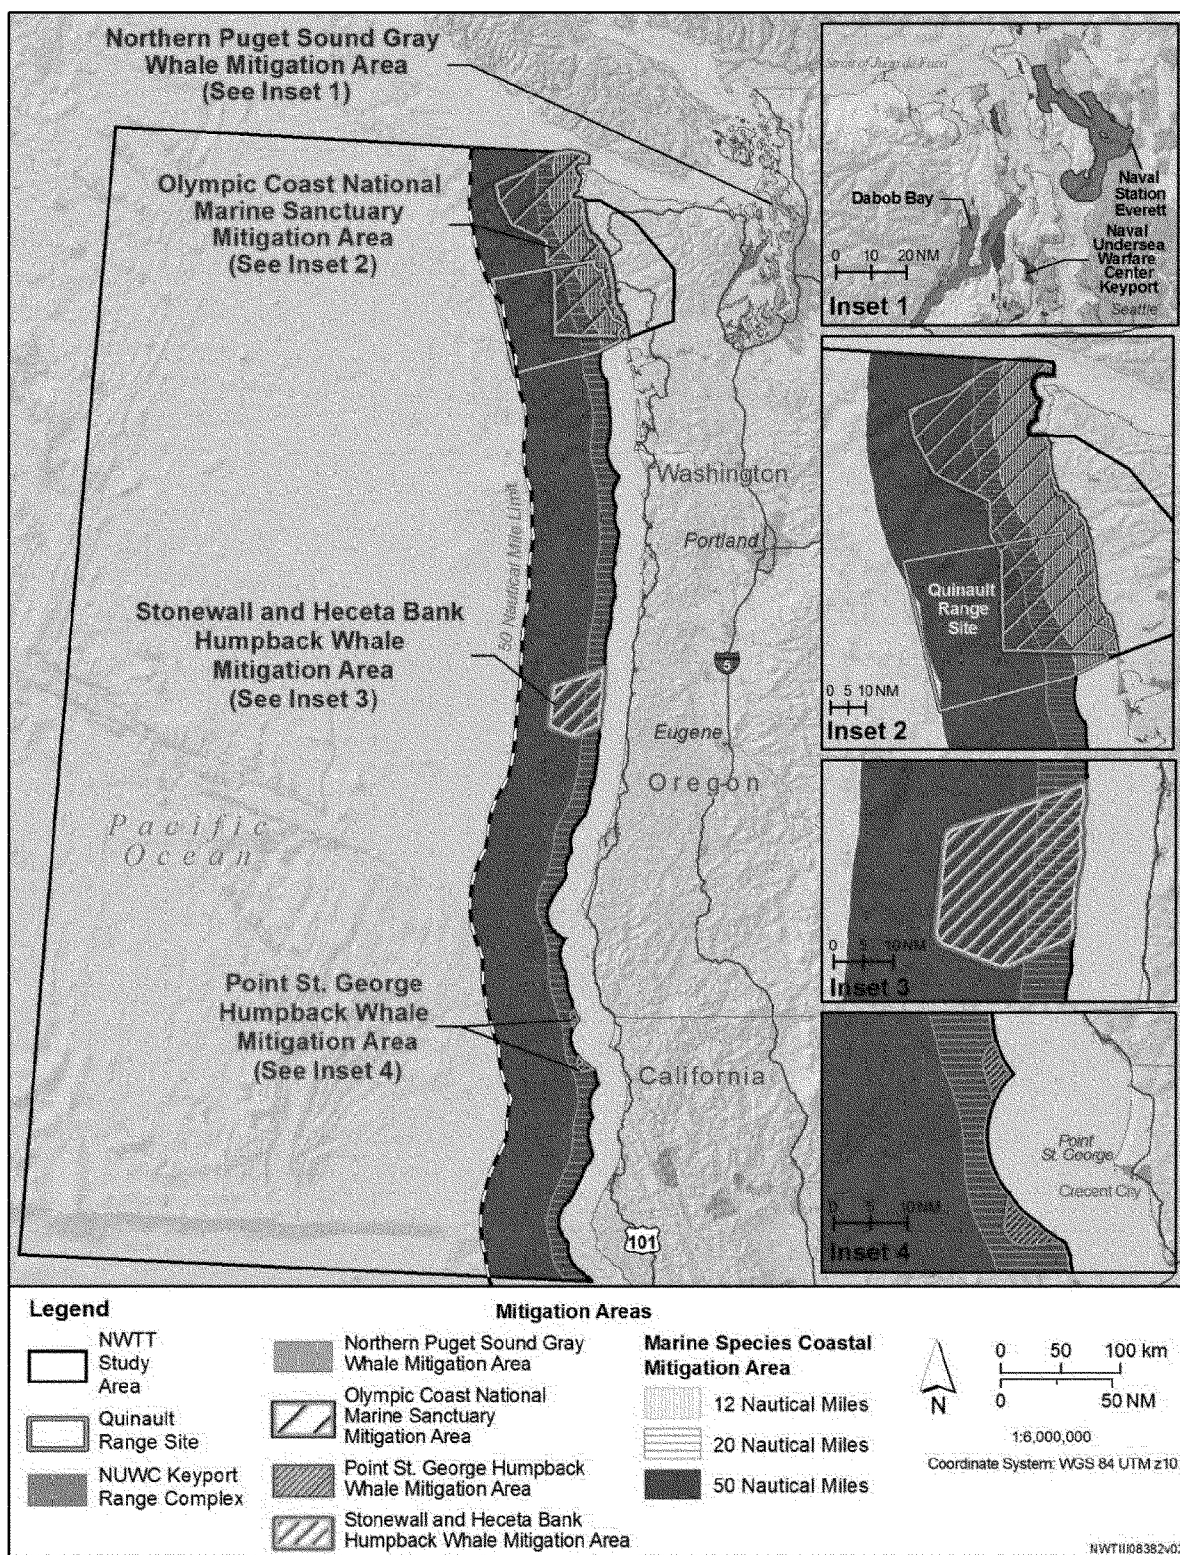 Northern Puget Sound Gray
Whale Mitigation Area
(See Inset 1)
Olympic Coast National
Marine Sanctuary
Mitigation Area
(See Inset 2)
50 Nautical Mile Limit
Washington
Portland
Stonewall and Heceta Bank
Humpback Whale
Mitigation Area
(See Inset 3)
5
Eugene
Oregon
Pacific
Ocean
Point St. George
Humpback Whale
Mitigation Area
(See Inset 4)
California
101
Strait of Juan de Fuca
Dabob Bay
Naval
Station
Everett
Naval
Undersea
Warfare
Center
Keyport
0 10 20 NM
Inset 1
Seattle
Quinault
Range
Site
0 5 10 NM
Inset 2
0 5 10 NM
Inset 3
Point
St. George
Crecent City
0 5 10 NM
Inset 4
Legend
NWTT
Study
Area
Quinault
Range Site
NUWC Keyport
Range Complex
Mitigation Areas
Northern Puget Sound Gray
Whale Mitigation Area
Olympic Coast National
Marine Sanctuary
Mitigation Area
Point St. George Humpback
Whale Mitigation Area
Stonewall and Heceta Bank
Humpback Whale Mitigation Area
Marine Species Coastal
Mitigation Area
12 Nautical Miles
20 Nautical Miles
50 Nautical Miles
N
0 50 100 km
0 50 NM
1:6,000,000
Coordinate System: WGS 84 UTM z10
NWTIII08382v02